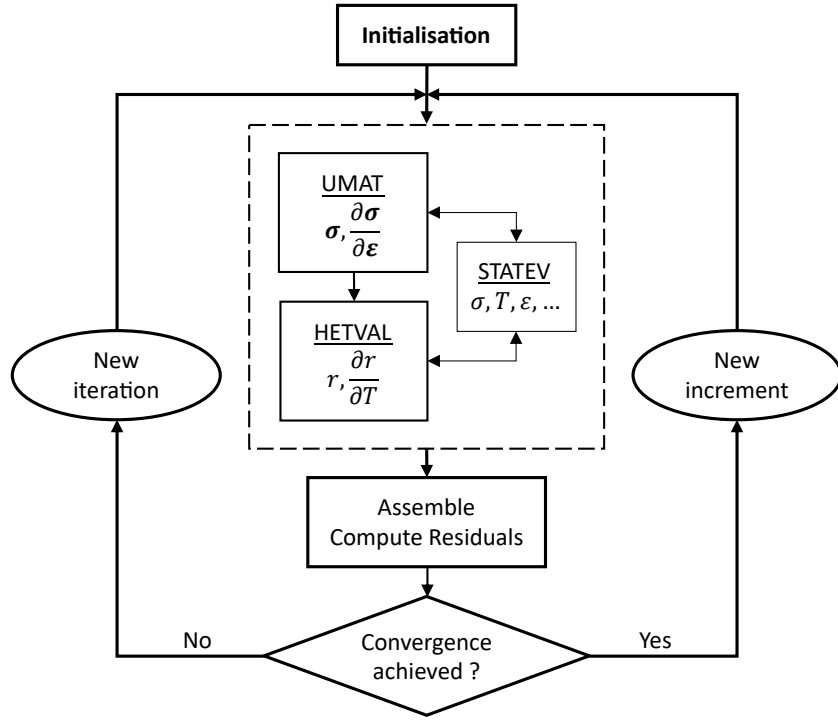 Initialisation
UMAT
𝝈, ∂𝝈/∂𝜺
STATEV
σ, T, ε, ...
HETVAL
r, ∂r/∂T
New
iteration
New
increment
Assemble
Compute Residuals
No
Convergence
achieved ?
Yes